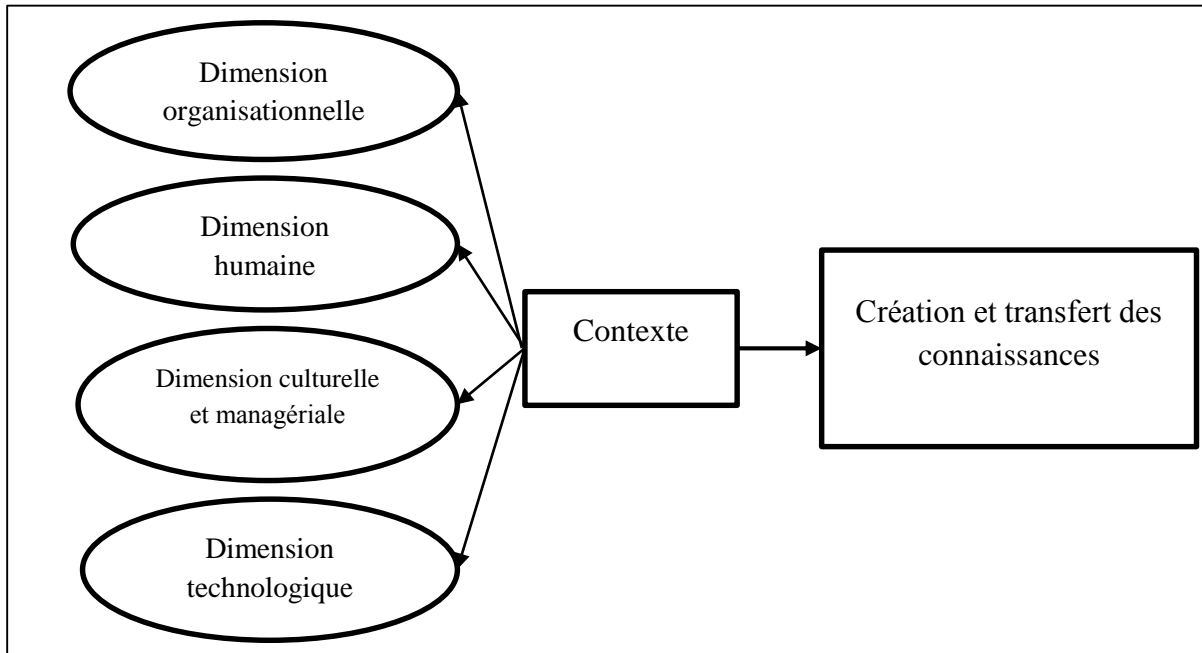 Dimension
organisationnelle
Dimension
humaine
Dimension culturelle
et managériale
Dimension
technologique
Contexte
Création et transfert des
connaissances